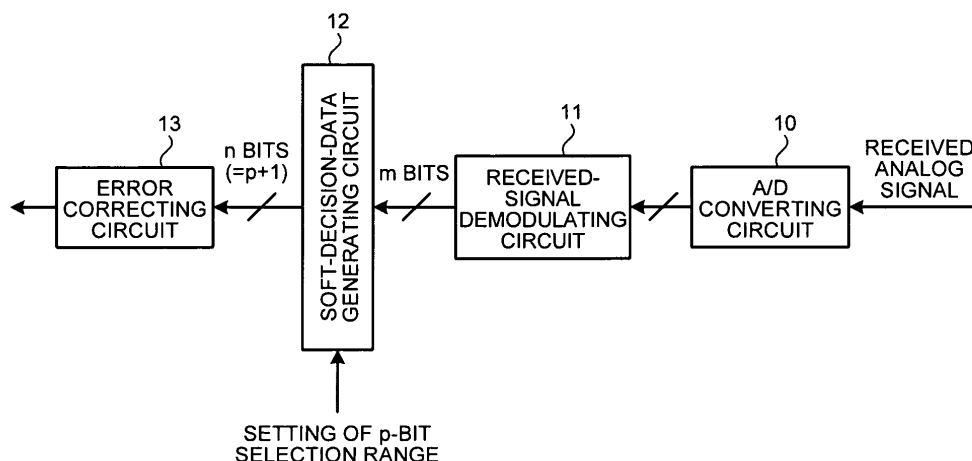 12
13
n BITS
(=p+1)
ERROR
CORRECTING
CIRCUIT
SOFT-DECISION-DATA
GENERATING CIRCUIT
m BITS
11
RECEIVED-
SIGNAL
DEMODULATING
CIRCUIT
10
A/D
CONVERTING
CIRCUIT
RECEIVED
ANALOG
SIGNAL
SETTING OF p-BIT
SELECTION RANGE